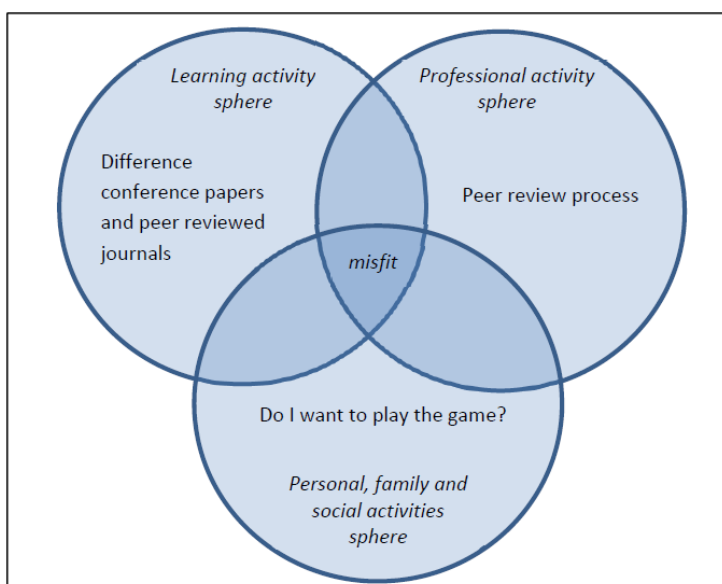 Learning activity
sphere
Professional activity
sphere
Difference
conference papers
and peer reviewed
journals
Peer review process
misfit
Do I want to play the game?
Personal, family and
social activities
sphere